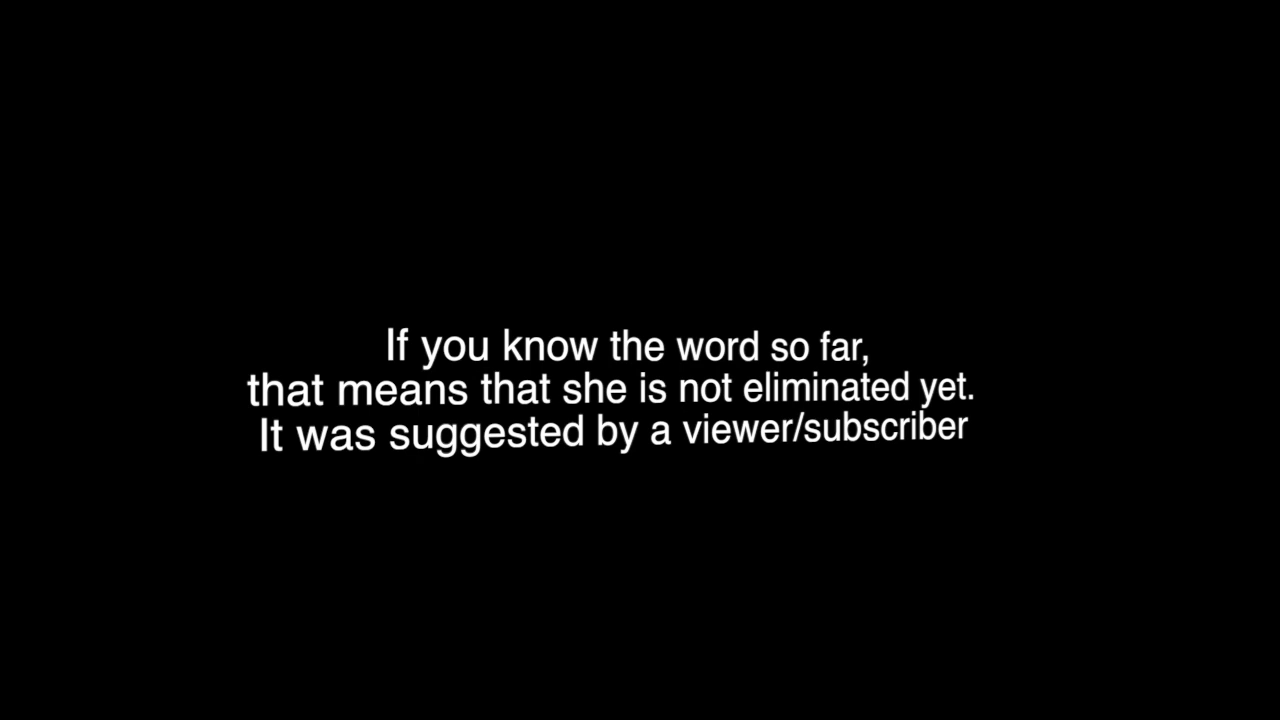 If you know the word so far,
that means that she is not eliminated yet.
It was suggested by a viewer/subscriber